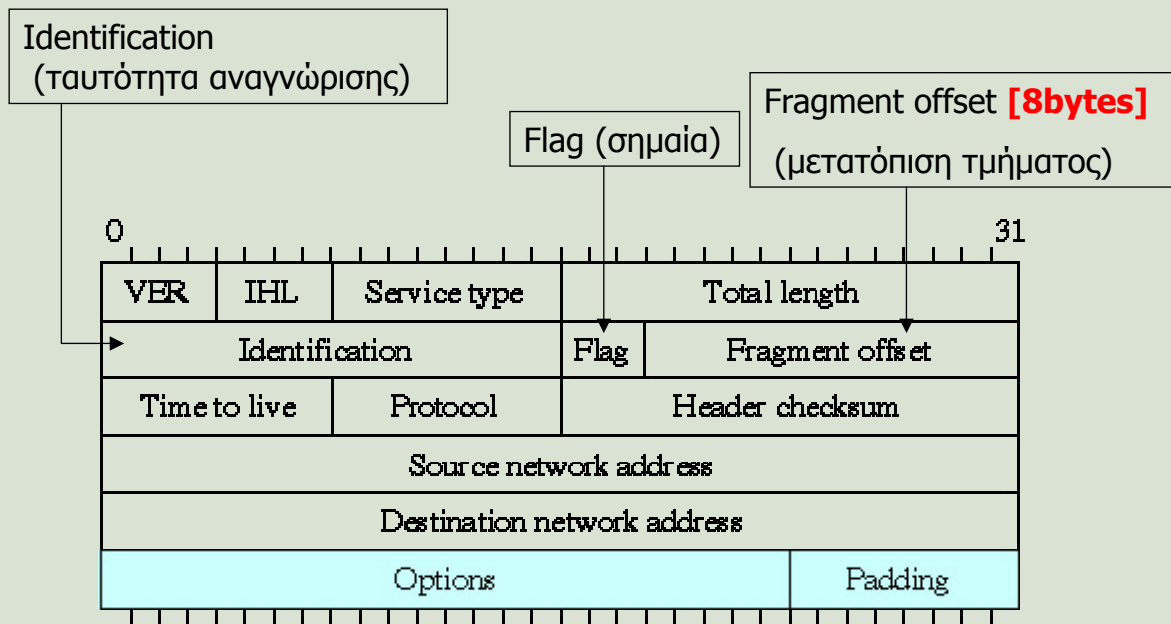 Identification
(ταυτότητα αναγνώρισης)
Flag (σημαία)
Fragment offset [8bytes]
(μετατόπιση τμήματος)
0 31
VER IHL Service type Total length
Identification Flag Fragment offset
Time to live Protocol Header checksum
Source network address
Destination network address
Options Padding